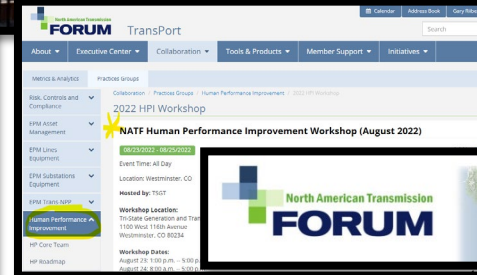 North American Transmission
FORUM TransPort
Calendar Address Book
Search
About Executive Center Collaboration Tools & Products Member Support Initiatives
Metrics & Analytics Practices Groups
Collaboration / Practices Groups / Human Performance Improvement / 2022 HPI Workshop
2022 HPI Workshop
Risk, Controls and
Compliance
EPM Asset
Management
EPM Lines
Equipment
EPM Substations
Equipment
EPM Trans-NPP
Human Performance
Improvement
HP Core Team
HP Roadmap
NATF Human Performance Improvement Workshop (August 2022)
08/23/2022 - 08/25/2022
Event Time: All Day
Location: Westminster, CO
Hosted by: TSGT
Workshop Location:
Tri-State Generation and Tran
1100 West 116th Avenue
Westminster, CO 80234
Workshop Dates:
August 23: 1:00 p.m. -- 5:00 p.
August 24: 8:00 a.m. -- 5:00 p.
North American Transmission
FORUM